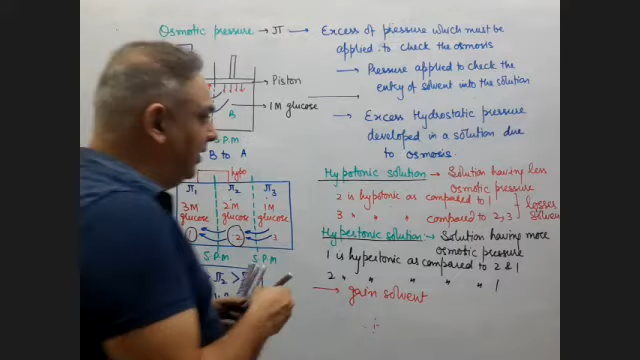 Osmotic pressure → π → Excess of pressure which must be
applied to check the osmosis
→ Pressure applied to check the
entry of solvent into the solution
→ Excess Hydrostatic pressure
developed in a solution due
to osmosis.
→ Piston
→ 1M glucose
B
S.P.M
B to A
hypo
π₁ π₂ π₃
3M 2M 1M
glucose glucose glucose
1 2 3
S.P.M S.P.M
π₂ >
Hypotonic solution → Solution having less
osmotic pressure
2 is hypotonic as compared to 1
3 " " " compared to 2,3
losses
solvent
Hypertonic solution → Solution having more
osmotic pressure
1 is hypertonic as compared to 2 & 1
2 " " " " " 1
→ gain solvent